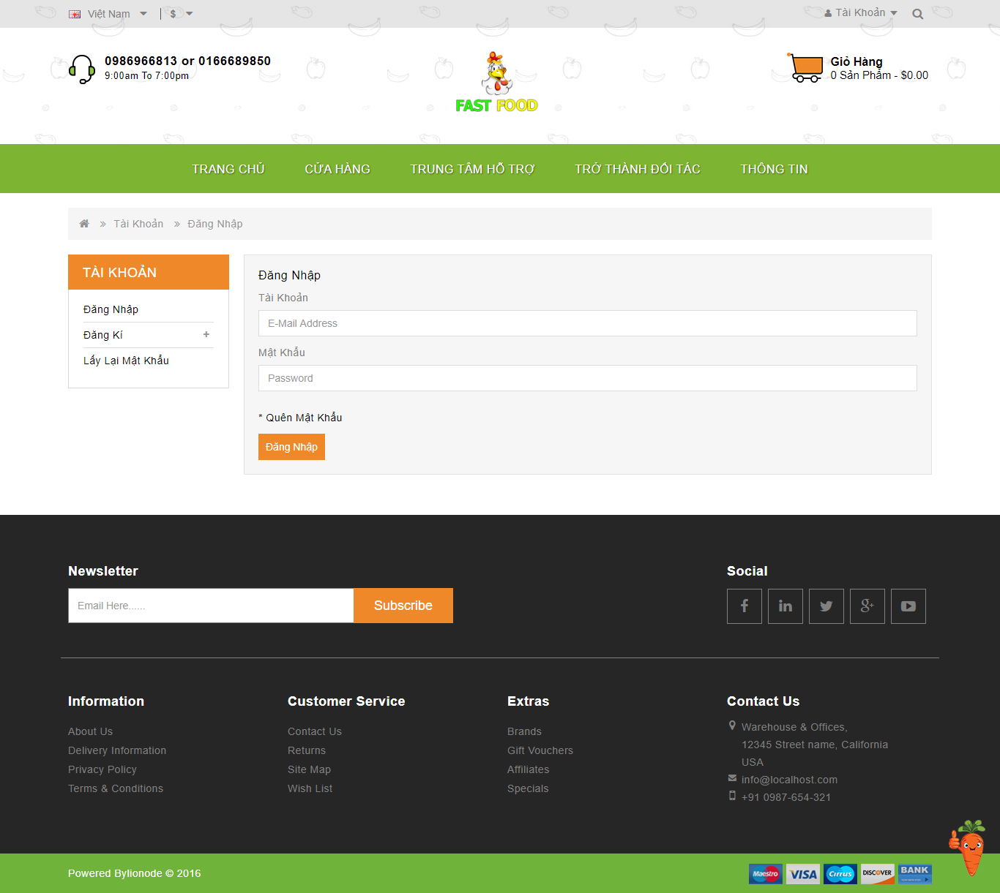 Việt Nam
$
Tài Khoản
0986966813 or 0166689850
9:00am To 7:00pm
FAST FOOD
Giỏ Hàng
0 Sản Phẩm - $0.00
TRANG CHỦ
CỬA HÀNG
TRUNG TÂM HỖ TRỢ
TRỞ THÀNH ĐỐI TÁC
THÔNG TIN
» Tài Khoản » Đăng Nhập
TÀI KHOẢN
Đăng Nhập
Đăng Kí +
Lấy Lại Mật Khẩu
Đăng Nhập
Tài Khoản
E-Mail Address
Mật Khẩu
Password
* Quên Mật Khẩu
Đăng Nhập
Newsletter
Email Here......
Subscribe
Social
Information
About Us
Delivery Information
Privacy Policy
Terms & Conditions
Customer Service
Contact Us
Returns
Site Map
Wish List
Extras
Brands
Gift Vouchers
Affiliates
Specials
Contact Us
Warehouse & Offices,
12345 Street name, California
USA
info@localhost.com
+91 0987-654-321
Powered Bylionode © 2016
Maestro
VISA
Cirrus
DISCOVER
BANK